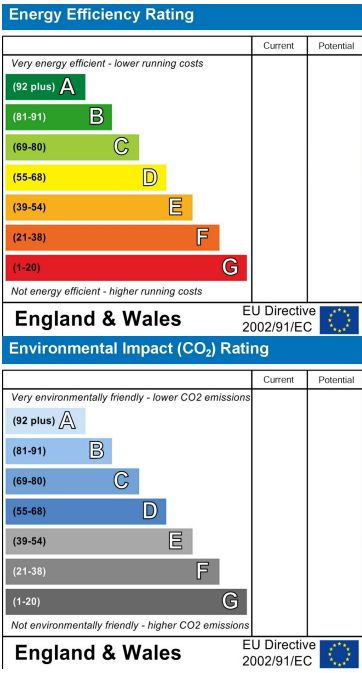 Energy Efficiency Rating
Current Potential
Very energy efficient - lower running costs
(92 plus) A
(81-91) B
(69-80) C
(55-68) D
(39-54) E
(21-38) F
(1-20) G
Not energy efficient - higher running costs
England & Wales EU Directive 2002/91/EC
Environmental Impact (CO₂) Rating
Current Potential
Very environmentally friendly - lower CO2 emissions
(92 plus) A
(81-91) B
(69-80) C
(55-68) D
(39-54) E
(21-38) F
(1-20) G
Not environmentally friendly - higher CO2 emissions
England & Wales EU Directive 2002/91/EC